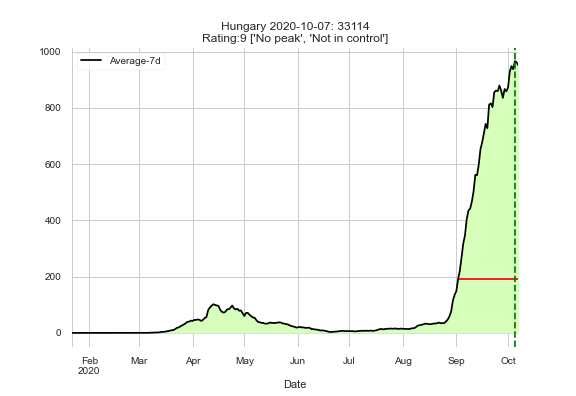 Hungary 2020-10-07: 33114
Rating:9 ['No peak', 'Not in control']
Average-7d
1000
800
600
400
200
0
Feb Mar Apr May Jun Jul Aug Sep Oct
2020
Date